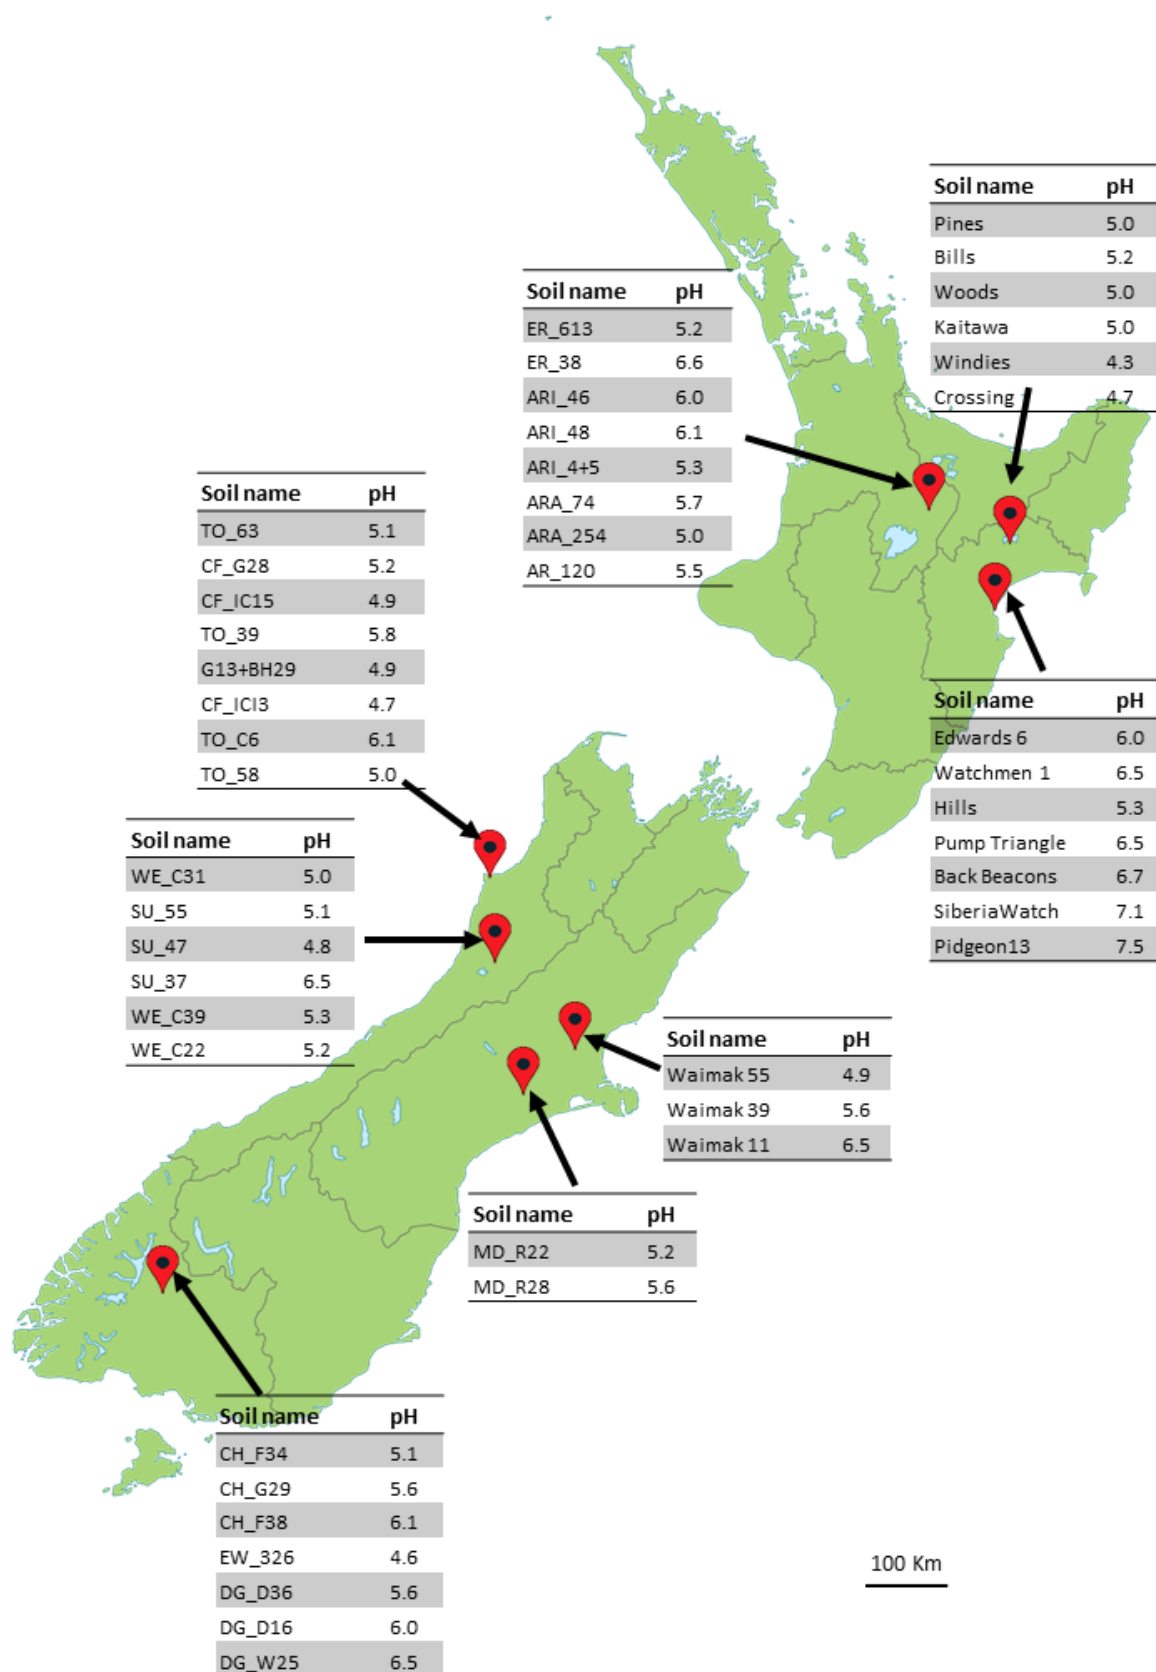 Soil name pH
Pines 5.0
Bills 5.2
Woods 5.0
Kaitawa 5.0
Windies 4.3
Crossing 4.7
Soil name pH
ER_613 5.2
ER_38 6.6
ARI_46 6.0
ARI_48 6.1
ARI_4+5 5.3
ARA_74 5.7
ARA_254 5.0
AR_120 5.5
Soil name pH
TO_63 5.1
CF_G28 5.2
CF_IC15 4.9
TO_39 5.8
G13+BH29 4.9
CF_ICI3 4.7
TO_C6 6.1
TO_58 5.0
Soil name pH
Edwards 6 6.0
Watchmen 1 6.5
Hills 5.3
Pump Triangle 6.5
Back Beacons 6.7
SiberiaWatch 7.1
Pidgeon13 7.5
Soil name pH
WE_C31 5.0
SU_55 5.1
SU_47 4.8
SU_37 6.5
WE_C39 5.3
WE_C22 5.2
Soil name pH
Waimak 55 4.9
Waimak 39 5.6
Waimak 11 6.5
Soil name pH
MD_R22 5.2
MD_R28 5.6
Soil name pH
CH_F34 5.1
CH_G29 5.6
CH_F38 6.1
EW_326 4.6
DG_D36 5.6
DG_D16 6.0
DG_W25 6.5
100 Km